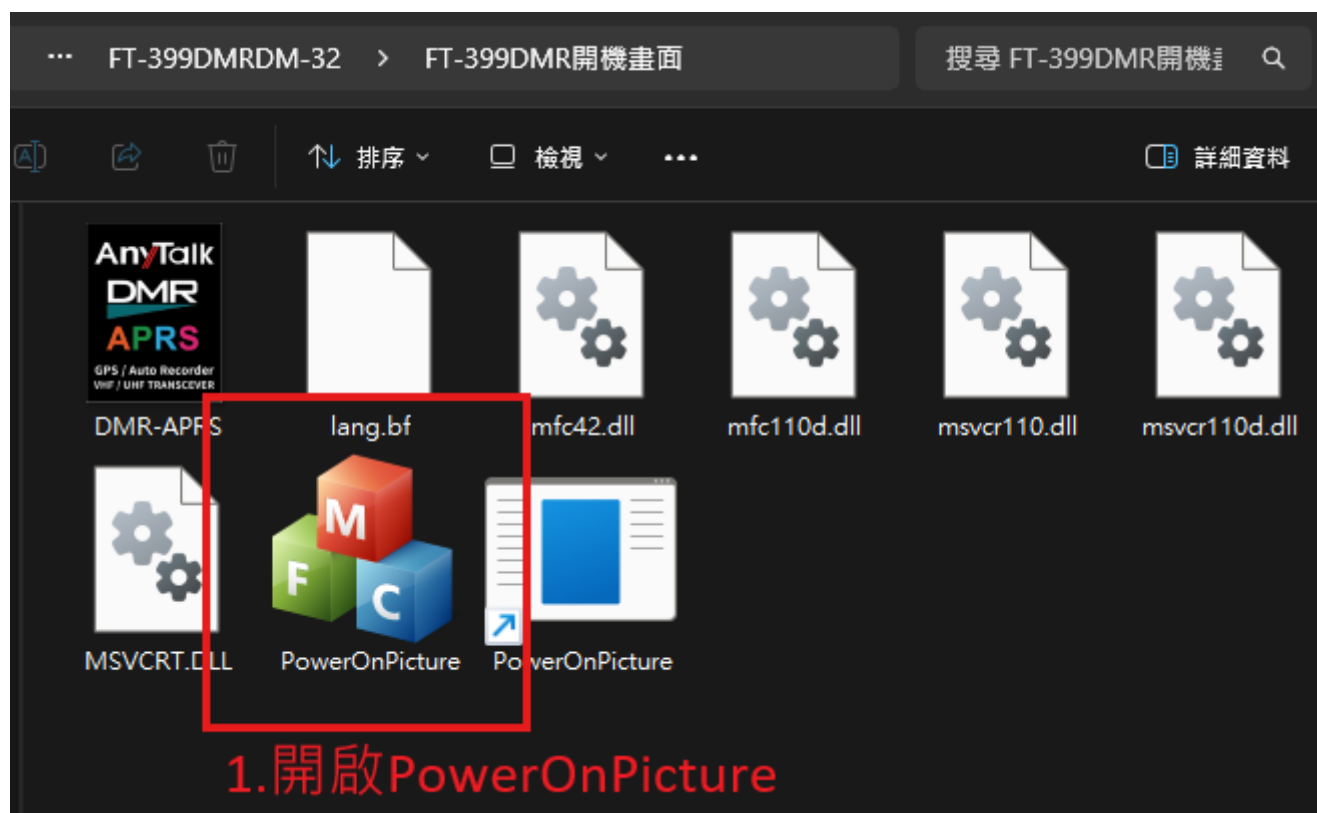 … FT-399DMRDM-32 > FT-399DMR開機畫面
搜尋 FT-399DMR開機
A
排序
檢視
…
詳細資料
AnyTalk
DMR
APRS
GPS / Auto Recorder
VHF / UHF TRANSCEVER
DMR-APRS
lang.bf
mfc42.dll
mfc110d.dll
msvcr110.dll
msvcr110d.dll
M
F
C
MSVCRT.DLL
PowerOnPicture
PowerOnPicture
1.開啟PowerOnPicture